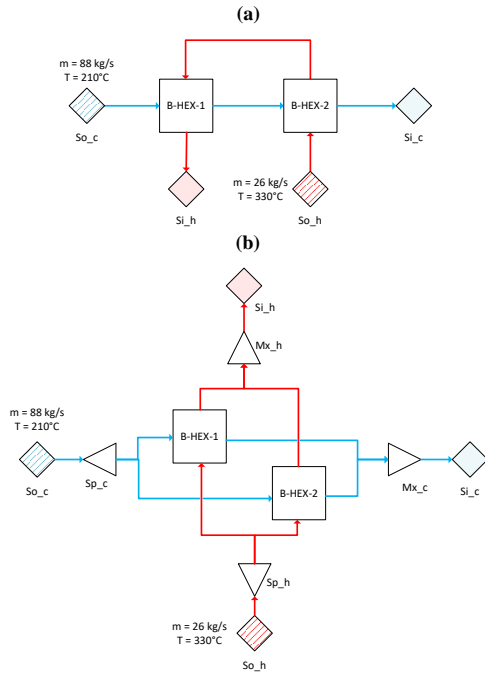 (a)
m = 88 kg/s
T = 210°C
B-HEX-1
B-HEX-2
So_c
Si_c
m = 26 kg/s
T = 330°C
Si_h
So_h
(b)
Si_h
Mx_h
m = 88 kg/s
T = 210°C
B-HEX-1
So_c
Sp_c
B-HEX-2
Mx_c
Si_c
Sp_h
m = 26 kg/s
T = 330°C
So_h